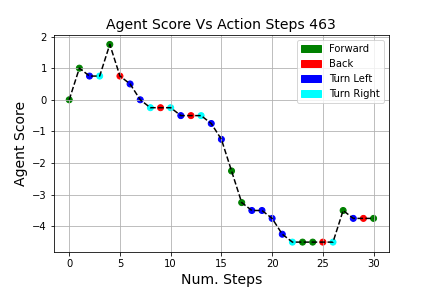 Agent Score Vs Action Steps 463
Agent Score
2
1
0
−1
−2
−3
−4
Forward
Back
Turn Left
Turn Right
0 5 10 15 20 25 30
Num. Steps